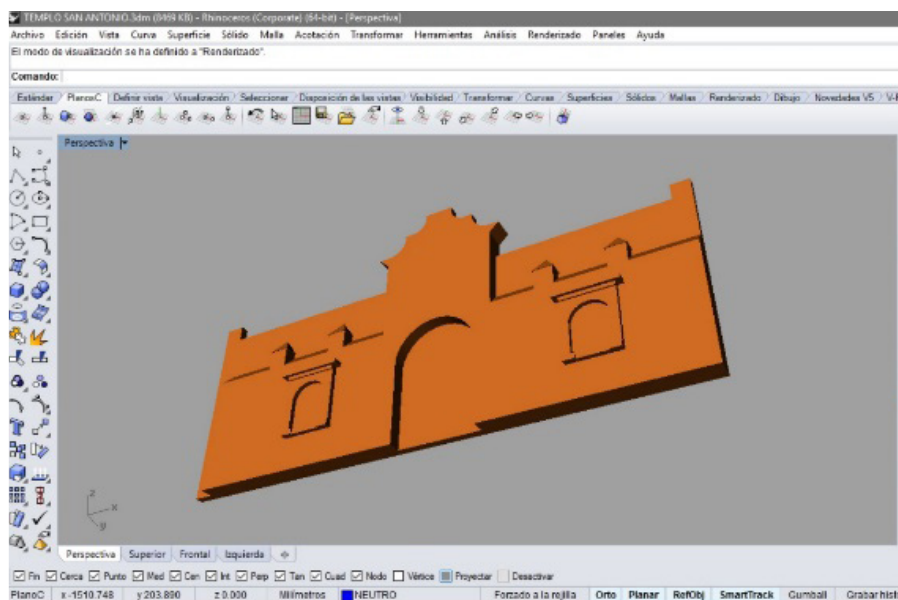 TEMPLO SAN ANTONIO.3dm (8469 KB) - Rhinoceros (Corporate) (64-bit) - [Perspectiva]
Archivo Edición Vista Curva Superficie Sólido Malla Acotación Transformar Herramientas Análisis Renderizado Paneles Ayuda
El modo de visualización se ha definido a "Renderizado".
Comando:
Estándar PlanosC Definir vista Visualización Seleccionar Disposición de las vistas Visibilidad Transformar Curvas Superficies Sólidos Mallas Renderizado Dibujo Novedades V5 V-R
Perspectiva
z
x
y
Perspectiva Superior Frontal Izquierda
Fin Cerca Punto Med Cen Int Perp Tan Cuad Nodo Vértice Proyectar Desactivar
PlanoC x -1510.748 y 203.890 z 0.000 Milímetros NEUTRO Forzado a la rejilla Orto Planar RefObj SmartTrack Gumball Grabar hist